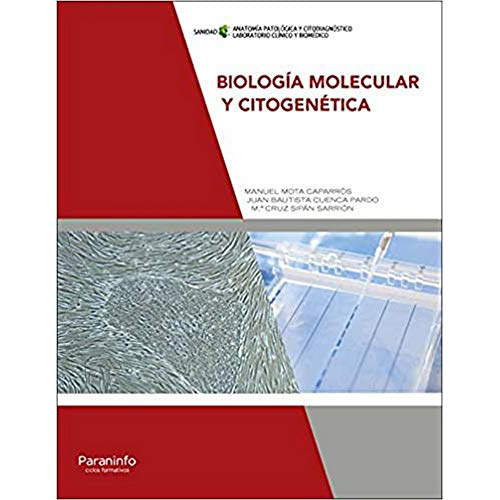 SANIDAD
ANATOMÍA PATOLÓGICA Y CITODIAGNÓSTICO
LABORATORIO CLÍNICO Y BIOMÉDICO
BIOLOGÍA MOLECULAR
Y CITOGENÉTICA
MANUEL MOTA CAPARRÓS
JUAN BAUTISTA CUENCA PARDO
M.ª CRUZ SIPÁN SARRIÓN
Paraninfo
ciclos formativos